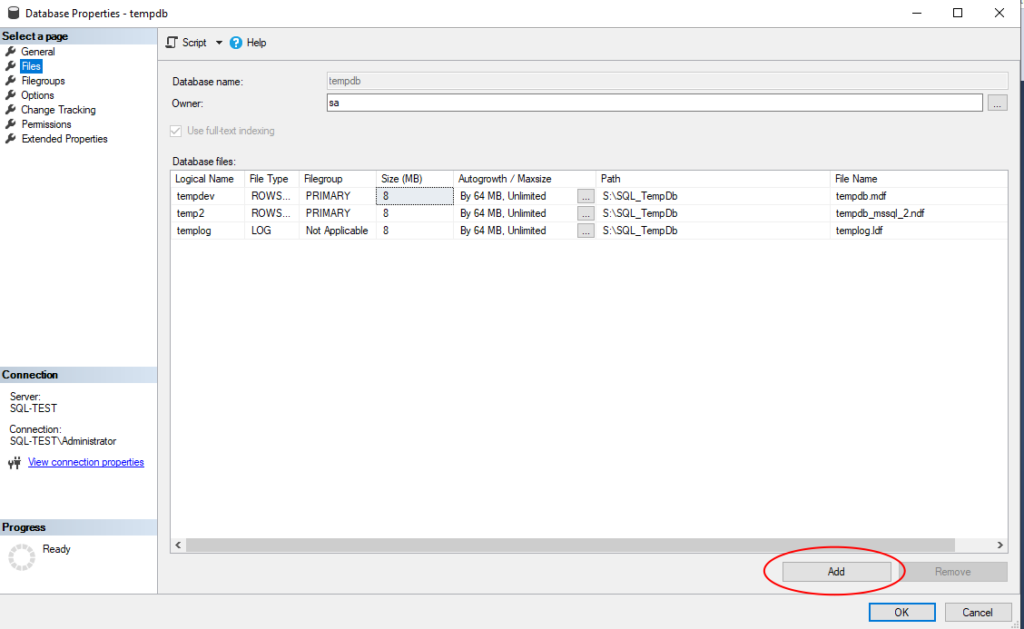 Database Properties - tempdb
Select a page
General
Files
Filegroups
Options
Change Tracking
Permissions
Extended Properties
Connection
Server:
SQL-TEST
Connection:
SQL-TEST\Administrator
View connection properties
Progress
Ready
Script Help
Database name: tempdb
Owner: sa ...
Use full-text indexing
Database files:
Logical Name File Type Filegroup Size (MB) Autogrowth / Maxsize Path File Name
tempdev ROWS... PRIMARY 8 By 64 MB, Unlimited ... S:\SQL_TempDb tempdb.mdf
temp2 ROWS... PRIMARY 8 By 64 MB, Unlimited ... S:\SQL_TempDb tempdb_mssql_2.ndf
templog LOG Not Applicable 8 By 64 MB, Unlimited ... S:\SQL_TempDb templog.ldf
Add Remove
OK Cancel